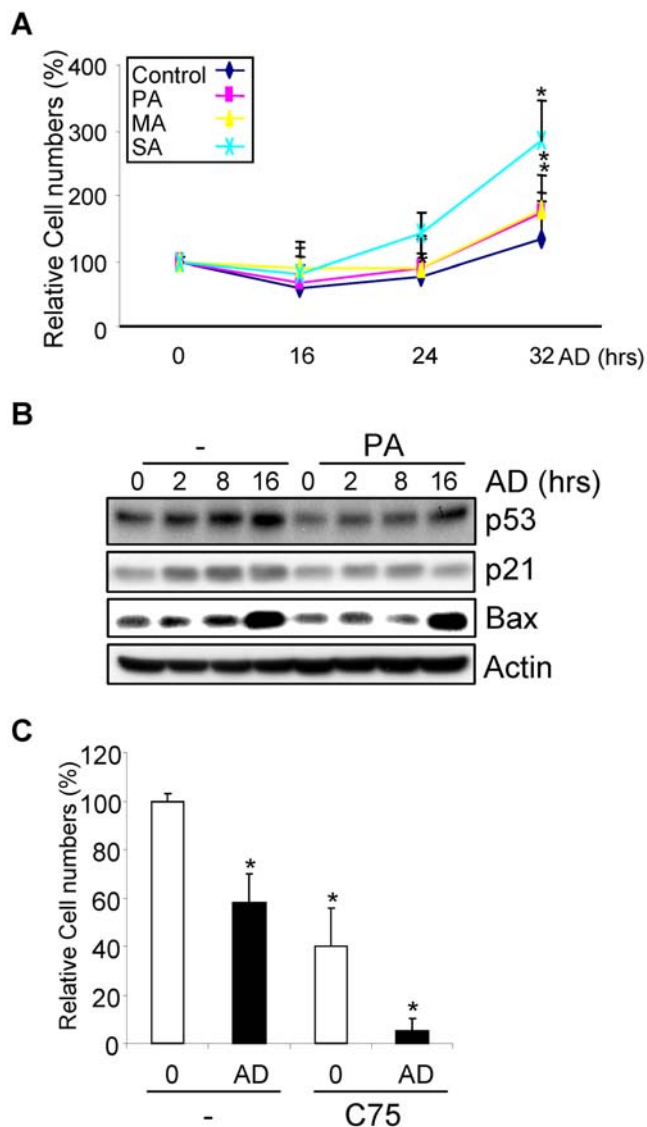 A
Relative Cell numbers (%)
400
300
200
100
0
Control
PA
MA
SA
*
*
*
*
0 16 24 32 AD (hrs)
B
- PA
0 2 8 16 0 2 8 16 AD (hrs)
p53
p21
Bax
Actin
C
Relative Cell numbers (%)
120
100
80
60
40
20
0
*
*
*
0 AD 0 AD
- C75